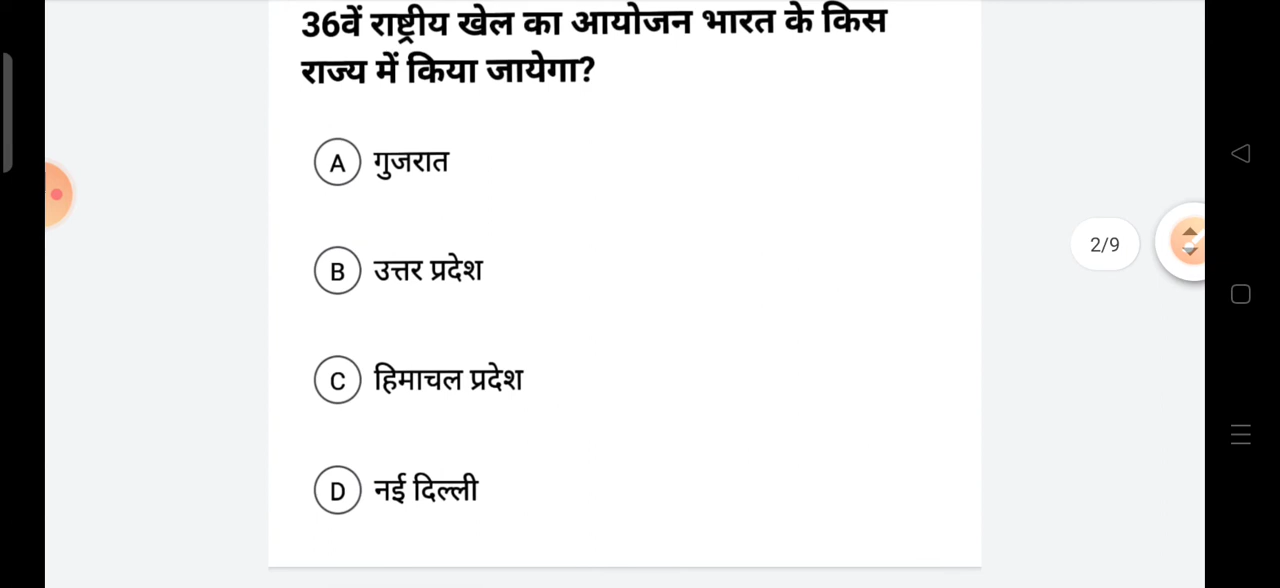 36वें राष्ट्रीय खेल का आयोजन भारत के किस
राज्य में किया जायेगा?
A गुजरात
B उत्तर प्रदेश
2/9
C हिमाचल प्रदेश
D नई दिल्ली